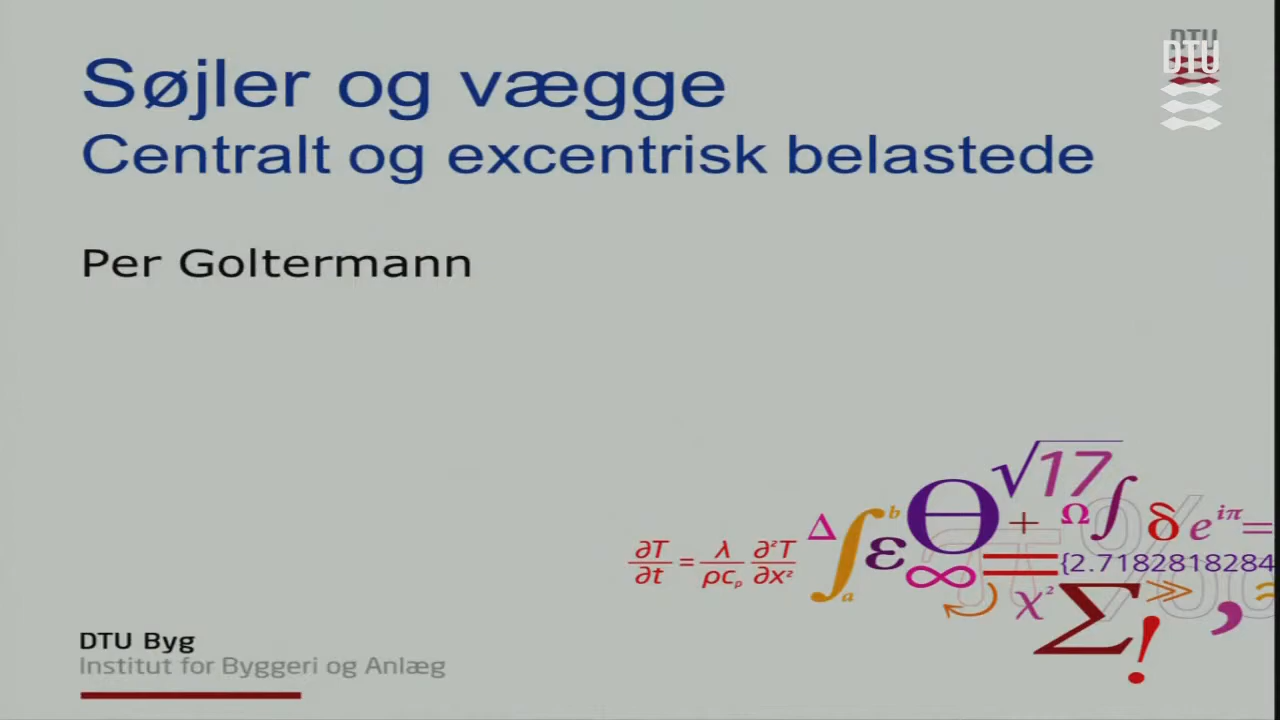 Søjler og vægge
Centralt og excentrisk belastede
Per Goltermann
DTU
DTU
√17
Δ ∫ b a ε Θ ∞ + Ω ∫ δ e^iπ =
∂T/∂t = λ/ρcₚ ∂²T/∂x²
{2.7182818284
χ² Σ ! ≫ ,
DTU Byg
Institut for Byggeri og Anlæg